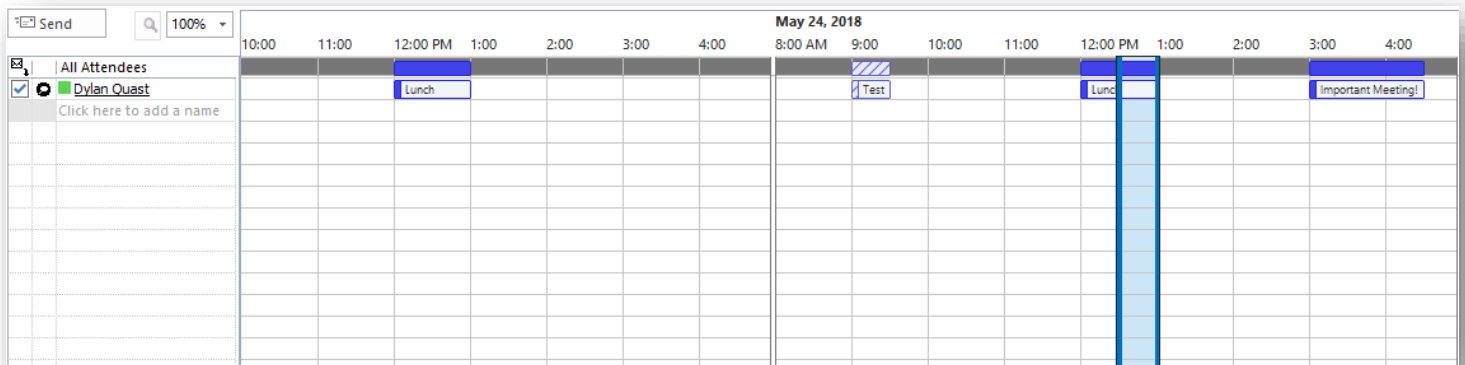 Send 100%
May 24, 2018
10:00 11:00 12:00 PM 1:00 2:00 3:00 4:00 8:00 AM 9:00 10:00 11:00 12:00 PM 1:00 2:00 3:00 4:00
All Attendees
Dylan Quast Lunch Test Lunc Important Meeting!
Click here to add a name